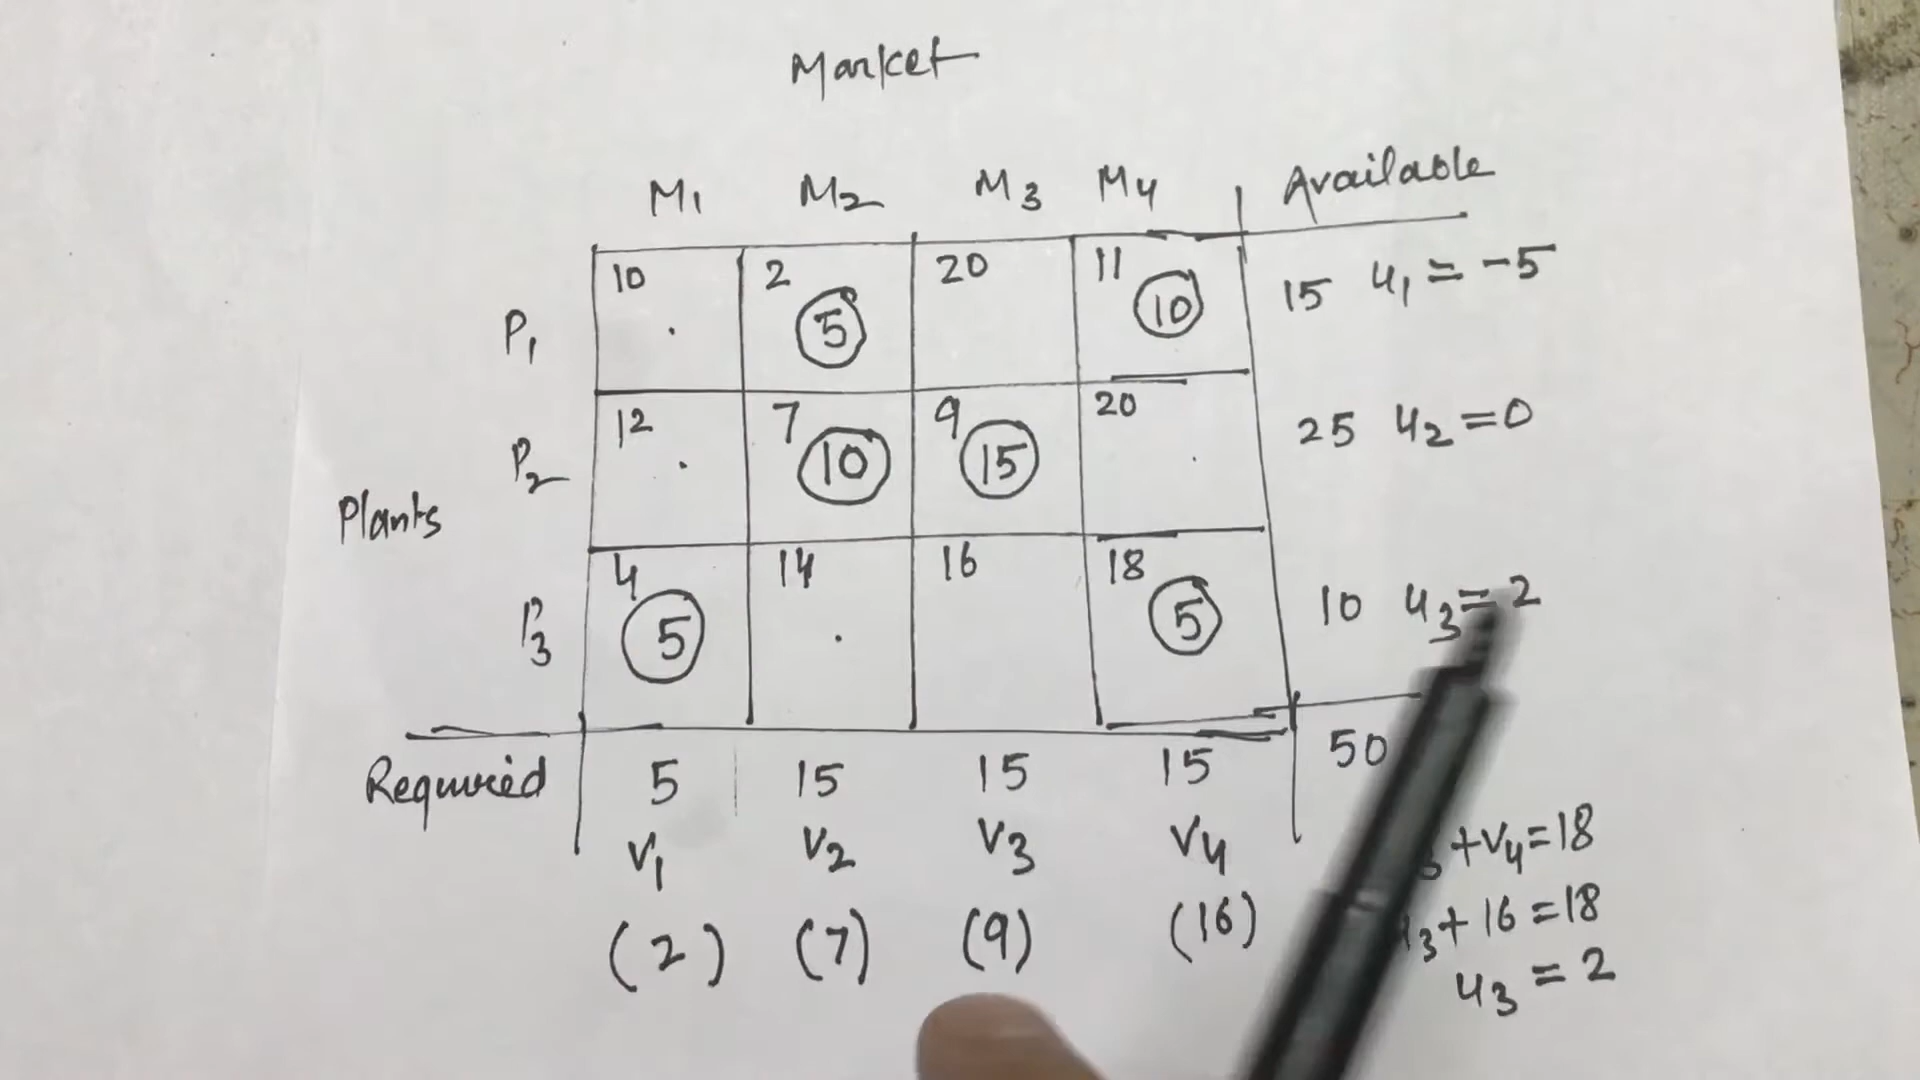 Market
M1 M2 M3 M4 Available
P1 10 2 (5) 20 11 (10) 15 u1 = -5
P2 12 7 (10) 9 (15) 20 25 u2 = 0
Plants
P3 4 (5) 14 16 18 (5) 10 u3 = 2
Required 5 15 15 15 50
V1 V2 V3 V4
(2) (7) (9) (16)
3 + V4 = 18
u3 + 16 = 18
u3 = 2